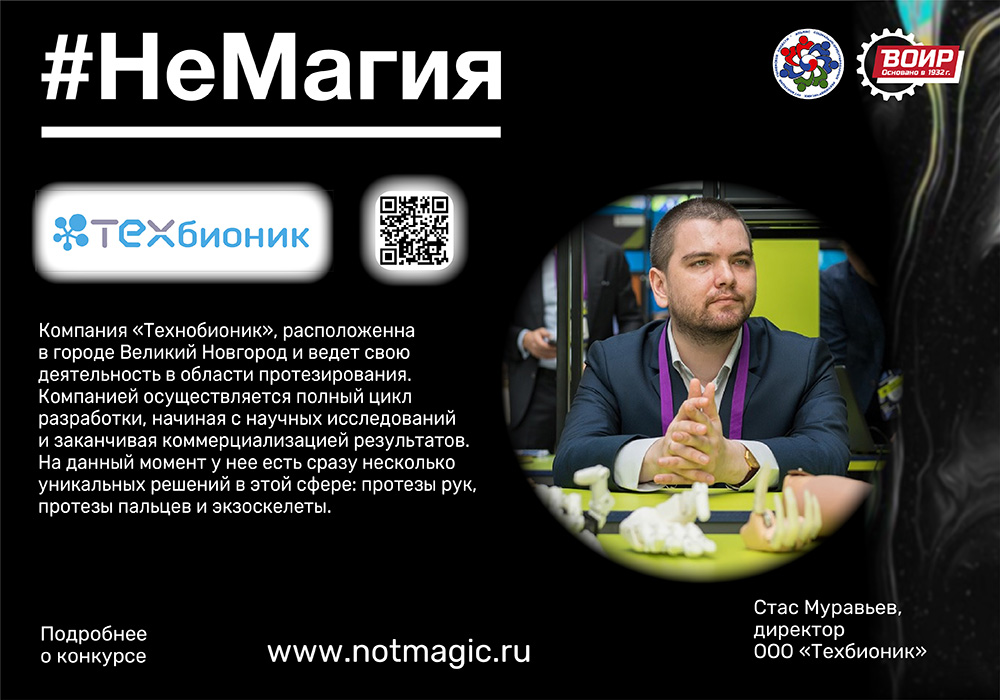 #НеМагия
ВОИР
Основано в 1932 г.
Техбионик
Компания «Технобионик», расположенна
в городе Великий Новгород и ведет свою
деятельность в области протезирования.
Компанией осуществляется полный цикл
разработки, начиная с научных исследований
и заканчивая коммерциализацией результатов.
На данный момент у нее есть сразу несколько
уникальных решений в этой сфере: протезы рук,
протезы пальцев и экзоскелеты.
Стас Муравьев,
директор
ООО «Техбионик»
Подробнее
о конкурсе
www.notmagic.ru